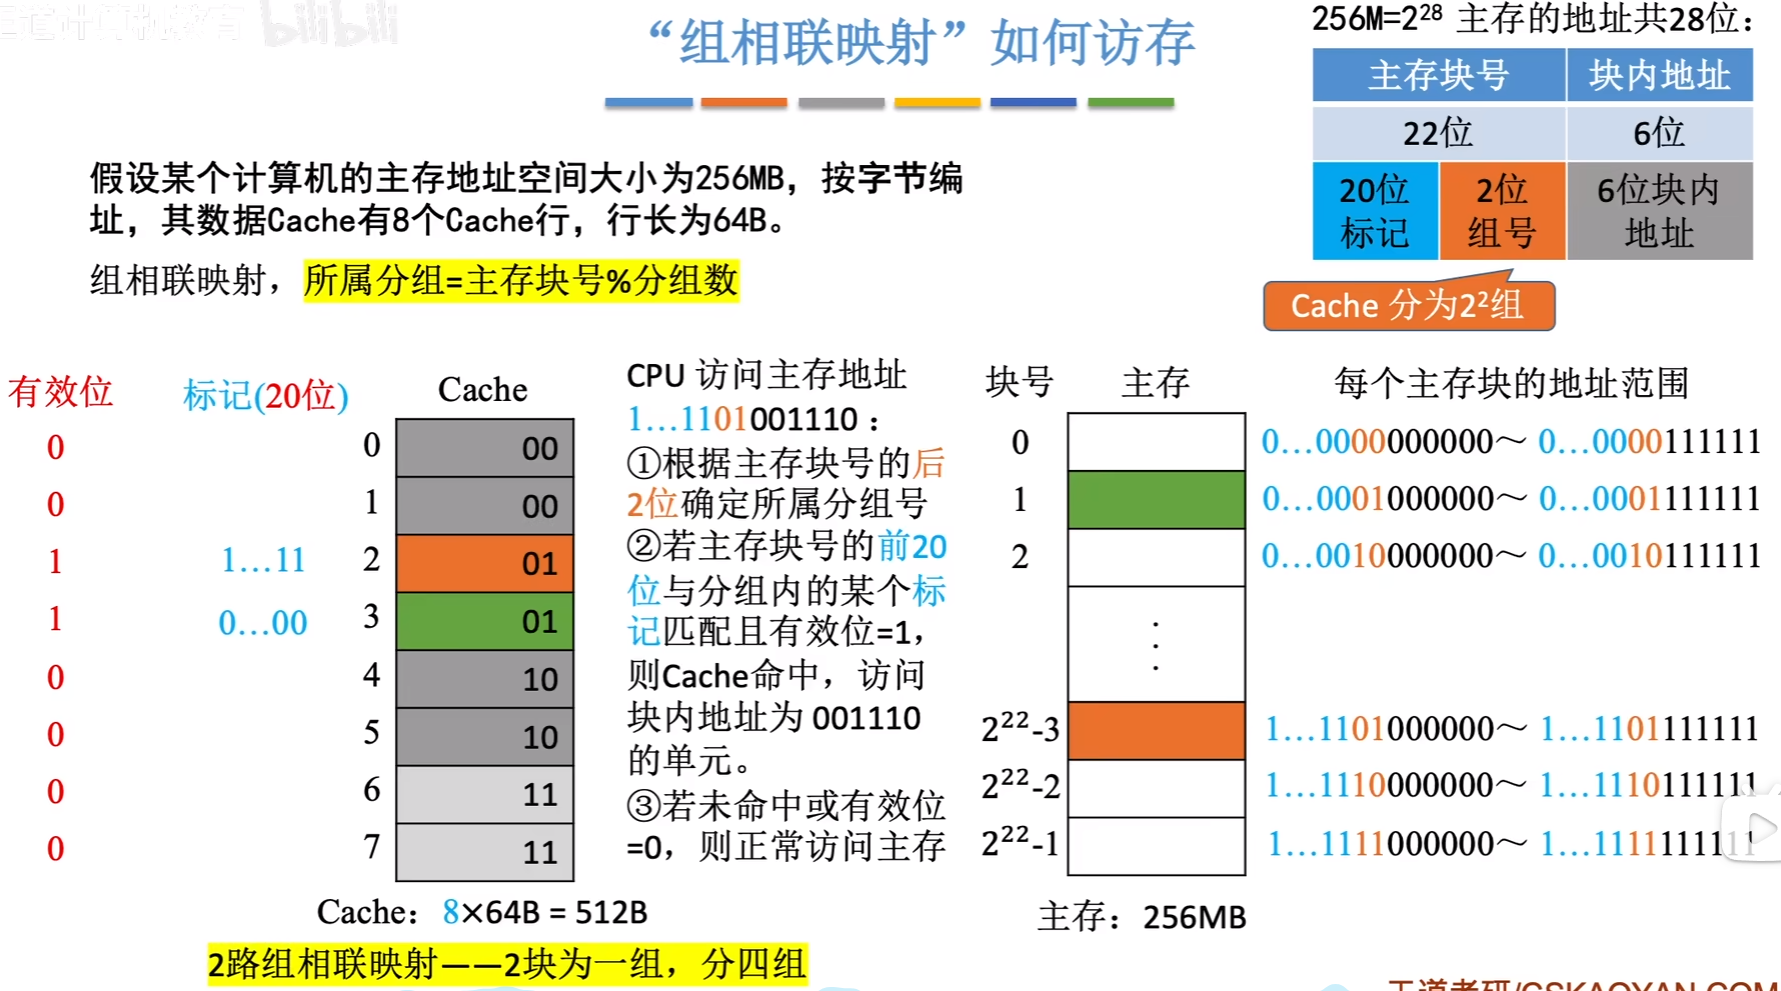 道计算机教育 bilibili
“组相联映射”如何访存
256M=2²⁸ 主存的地址共28位：
主存块号 块内地址
22位 6位
20位标记 2位组号 6位块内地址
Cache 分为2²组
假设某个计算机的主存地址空间大小为256MB，按字节编
址，其数据Cache有8个Cache行，行长为64B。
组相联映射，所属分组=主存块号%分组数
有效位 标记(20位) Cache
0 0 00
0 1 00
1 1…11 2 01
1 0…00 3 01
0 4 10
0 5 10
0 6 11
0 7 11
Cache：8×64B = 512B
2路组相联映射——2块为一组，分四组
CPU 访问主存地址
1…1101001110：
①根据主存块号的后
2位确定所属分组号
②若主存块号的前20
位与分组内的某个标
记匹配且有效位=1，
则Cache命中，访问
块内地址为 001110
的单元。
③若未命中或有效位
=0，则正常访问主存
块号 主存 每个主存块的地址范围
0 0…0000000000～ 0…0000111111
1 0…0001000000～ 0…0001111111
2 0…0010000000～ 0…0010111111
⋮
2²²-3 1…1101000000～ 1…1101111111
2²²-2 1…1110000000～ 1…1110111111
2²²-1 1…1111000000～ 1…1111111111
主存：256MB
王道考研/CSKAOYAN.COM